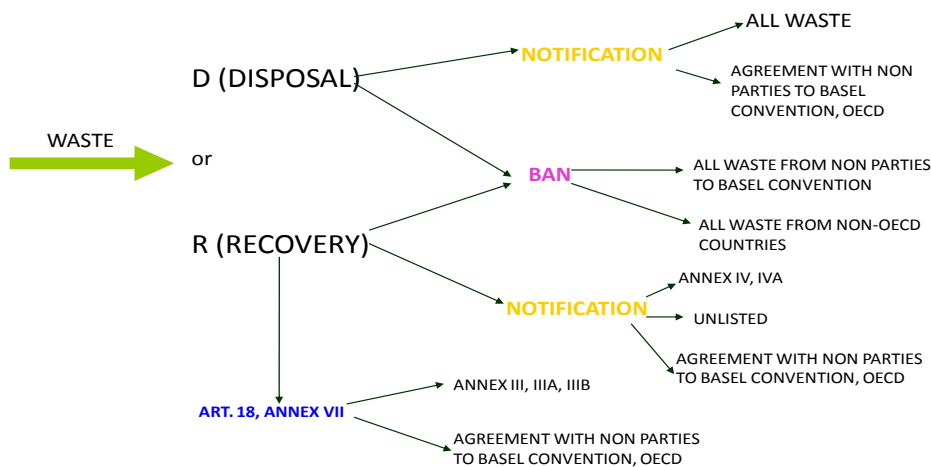 ALL WASTE
NOTIFICATION
AGREEMENT WITH NON
PARTIES TO BASEL
CONVENTION, OECD
D (DISPOSAL)
WASTE
or
ALL WASTE FROM NON PARTIES
TO BASEL CONVENTION
BAN
ALL WASTE FROM NON-OECD
COUNTRIES
R (RECOVERY)
ANNEX IV, IVA
NOTIFICATION
UNLISTED
AGREEMENT WITH NON PARTIES
TO BASEL CONVENTION, OECD
ANNEX III, IIIA, IIIB
ART. 18, ANNEX VII
AGREEMENT WITH NON PARTIES
TO BASEL CONVENTION, OECD